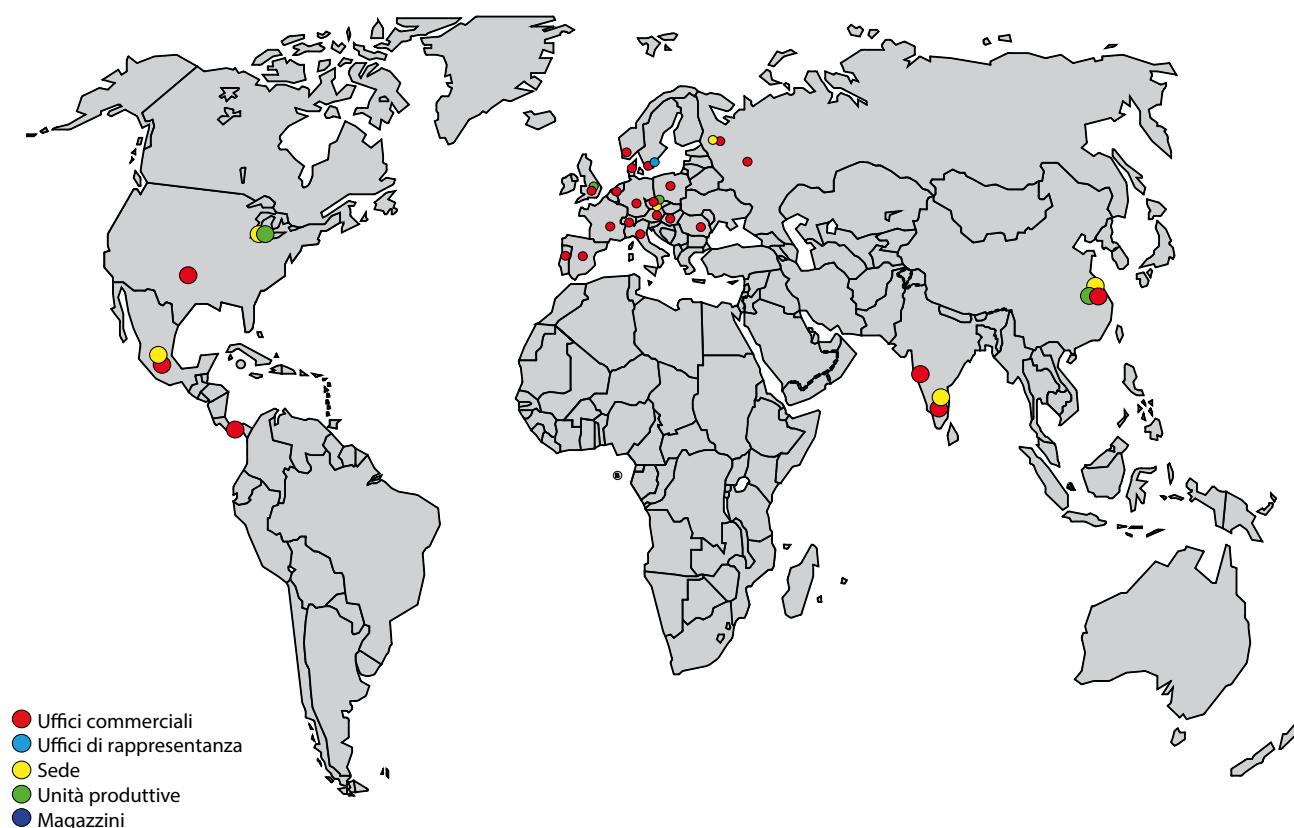 Uffici commerciali
Uffici di rappresentanza
Sede
Unità produttive
Magazzini